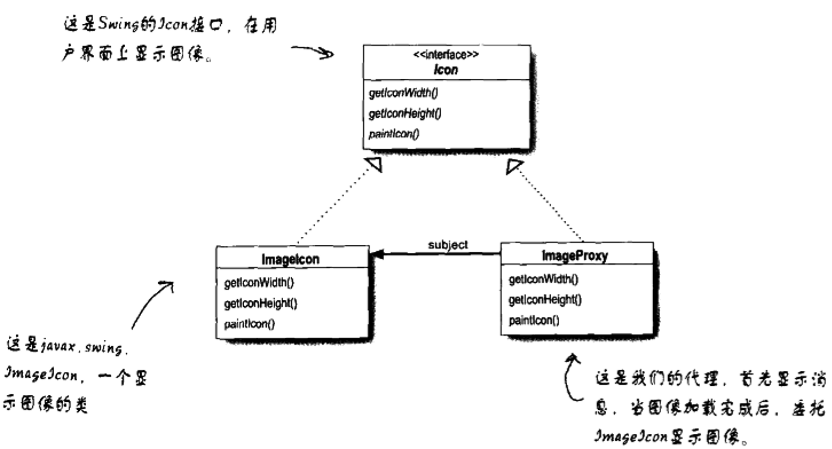 这是Swing的Icon接口，在用
户界面上显示图像。
<<interface>>
Icon
getIconWidth()
getIconHeight()
paintIcon()
subject
ImageIcon
getIconWidth()
getIconHeight()
paintIcon()
ImageProxy
getIconWidth()
getIconHeight()
paintIcon()
这是javax.swing.
ImageIcon，一个显
示图像的类
这是我们的代理，首先显示消
息，当图像加载完成后，委托
ImageIcon显示图像。